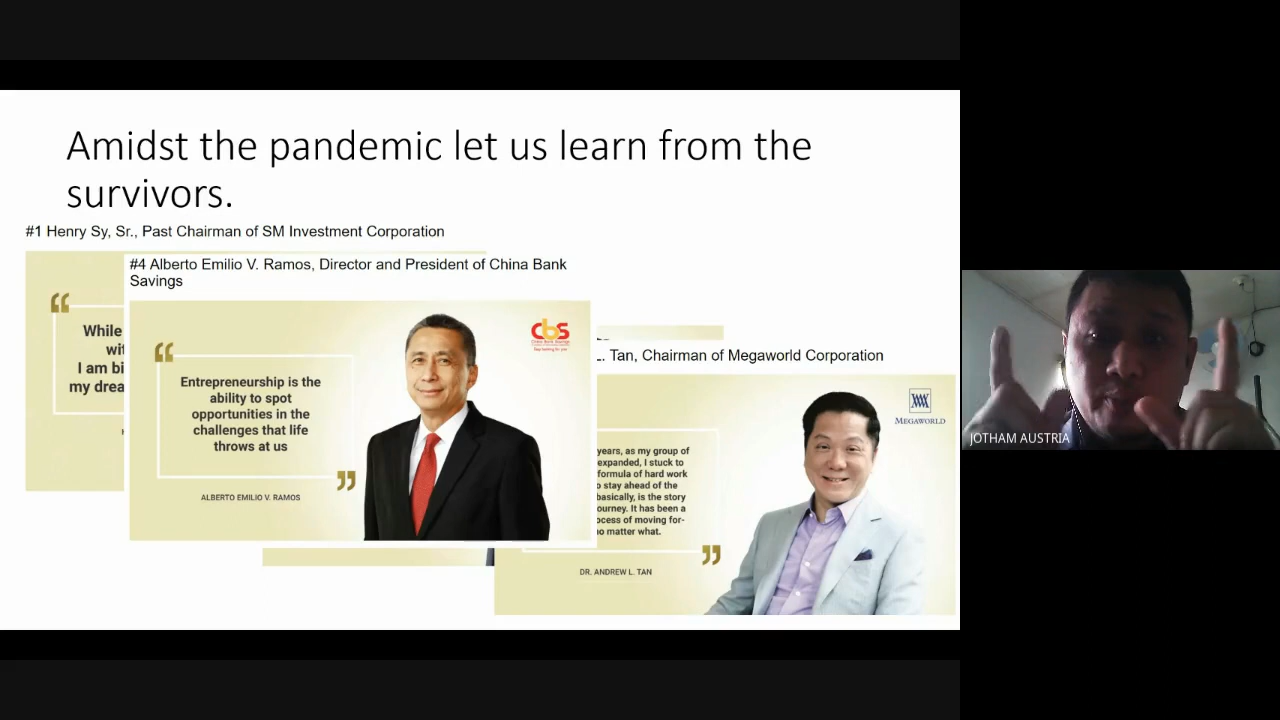 Amidst the pandemic let us learn from the
survivors.
#1 Henry Sy, Sr., Past Chairman of SM Investment Corporation
#4 Alberto Emilio V. Ramos, Director and President of China Bank
Savings
“
While
wit
I am bi
my drea
“
Entrepreneurship is the
ability to spot
opportunities in the
challenges that life
throws at us
”
ALBERTO EMILIO V. RAMOS
cbs
. Tan, Chairman of Megaworld Corporation
MEGAWORLD
years, as my group of
expanded, I stuck to
formula of hard work
o stay ahead of the
basically, is the story
ourney. It has been a
ocess of moving for-
no matter what.
”
DR. ANDREW L. TAN
JOTHAM AUSTRIA